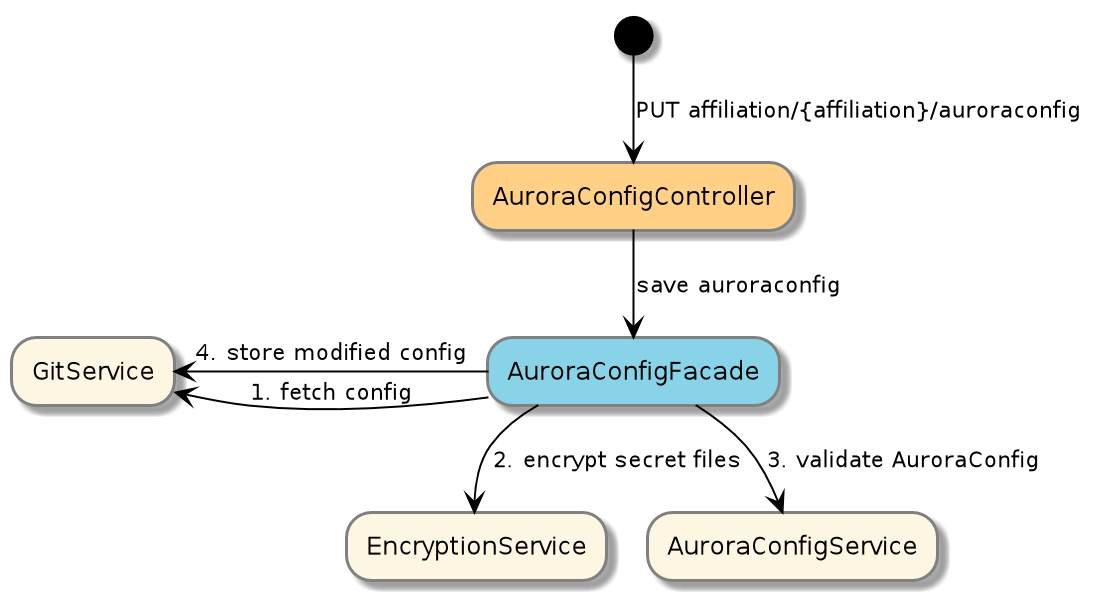 PUT affiliation/{affiliation}/auroraconfig
AuroraConfigController
save auroraconfig
GitService
4. store modified config
1. fetch config
AuroraConfigFacade
2. encrypt secret files
3. validate AuroraConfig
EncryptionService
AuroraConfigService